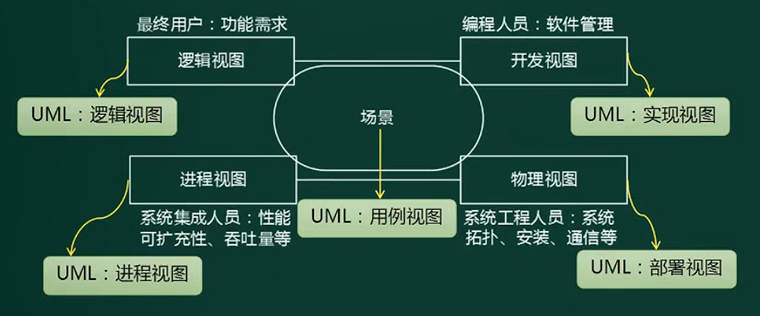 最终用户：功能需求
编程人员：软件管理
逻辑视图
开发视图
UML：逻辑视图
场景
UML：实现视图
进程视图
物理视图
系统集成人员：性能
可扩充性、吞吐量等
UML：用例视图
系统工程人员：系统
拓扑、安装、通信等
UML：进程视图
UML：部署视图